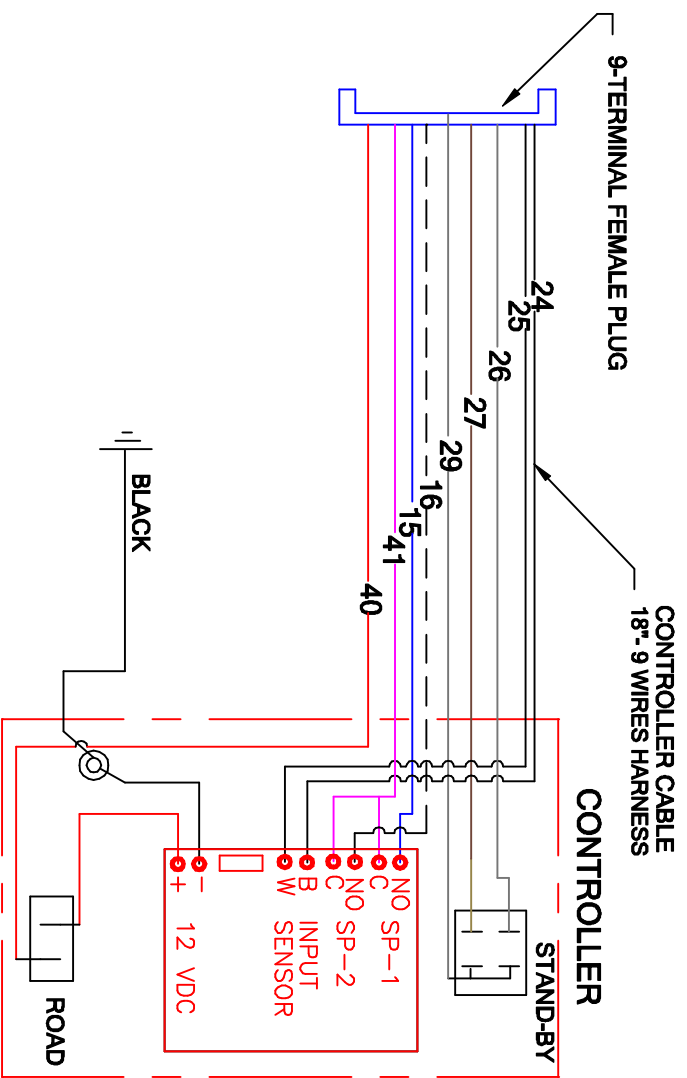 9-TERMINAL FEMALE PLUG
24
25
26
27
29
16
15
41
40
CONTROLLER CABLE
18"- 9 WIRES HARNESS
BLACK
CONTROLLER
STAND-BY
NO SP-1
C
NO SP-2
C
B INPUT
W SENSOR
-
+ 12 VDC
ROAD